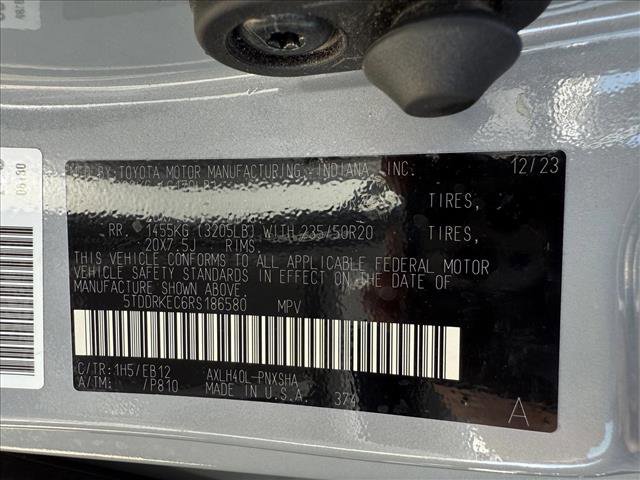 MFD BY: TOYOTA MOTOR MANUFACTURING, INDIANA, INC. 12/23
TIRES,
RR. 1455KG (3205LB) WITH 235/50R20 TIRES,
20X7.5J RIMS.
THIS VEHICLE CONFORMS TO ALL APPLICABLE FEDERAL MOTOR
VEHICLE SAFETY STANDARDS IN EFFECT ON THE DATE OF
MANUFACTURE SHOWN ABOVE.
5TDDRKEC6RS186580 MPV
C/TR: 1H5/EB12 AXLH40L-PNXSHA
A/TM: /P810 MADE IN U.S.A. 374
A